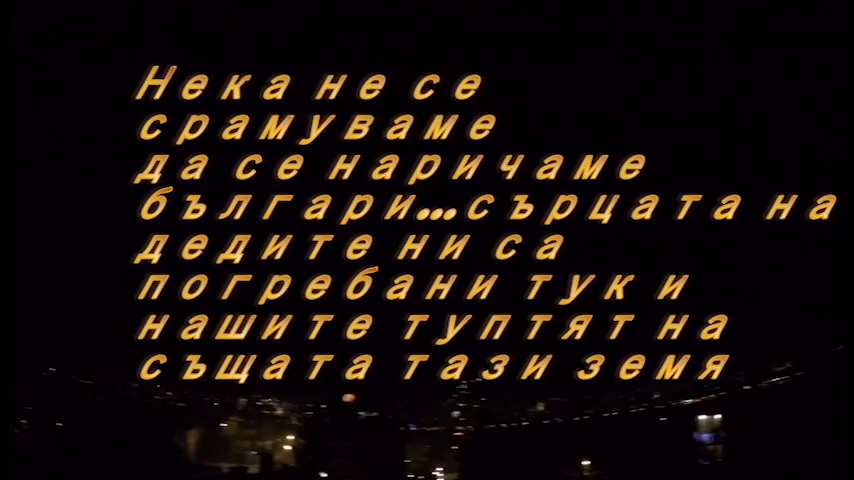 Нека не се
срамуваме
да се наричаме
българи...сърцата на
дедите ни са
погребани туки
нашите туптят на
същата тази земя